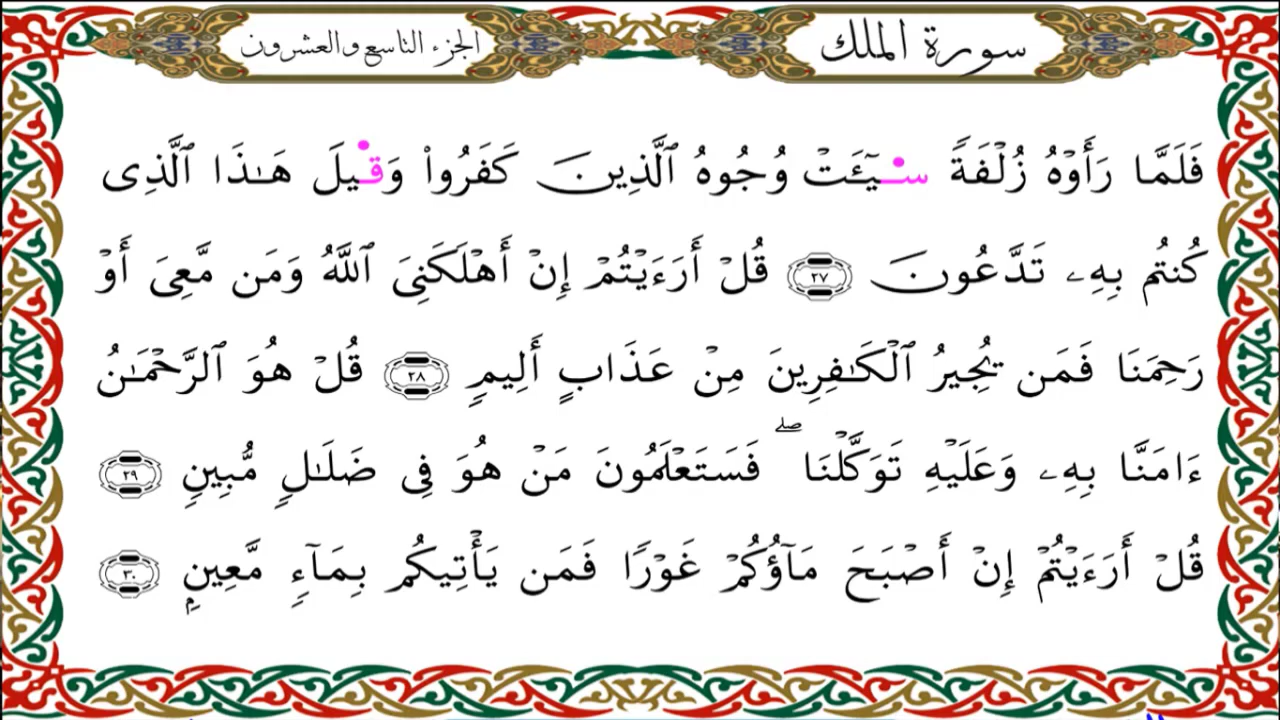 سورة الملك
الجزء التاسع والعشرون
فَلَمَّا رَأَوۡهُ زُلۡفَةٗ سِيٓـَٔتۡ وُجُوهُ ٱلَّذِينَ كَفَرُواْ وَقِيلَ هَٰذَا ٱلَّذِى
كُنتُم بِهِۦ تَدَّعُونَ ٢٧ قُلۡ أَرَءَيۡتُمۡ إِنۡ أَهۡلَكَنِىَ ٱللَّهُ وَمَن مَّعِىَ أَوۡ
رَحِمَنَا فَمَن يُجِيرُ ٱلۡكَٰفِرِينَ مِنۡ عَذَابٍ أَلِيمٖ ٢٨ قُلۡ هُوَ ٱلرَّحۡمَٰنُ
ءَامَنَّا بِهِۦ وَعَلَيۡهِ تَوَكَّلۡنَاۖ فَسَتَعۡلَمُونَ مَنۡ هُوَ فِى ضَلَٰلٖ مُّبِينٖ ٢٩
قُلۡ أَرَءَيۡتُمۡ إِنۡ أَصۡبَحَ مَآؤُكُمۡ غَوۡرٗا فَمَن يَأۡتِيكُم بِمَآءٖ مَّعِينِۭ ٣٠